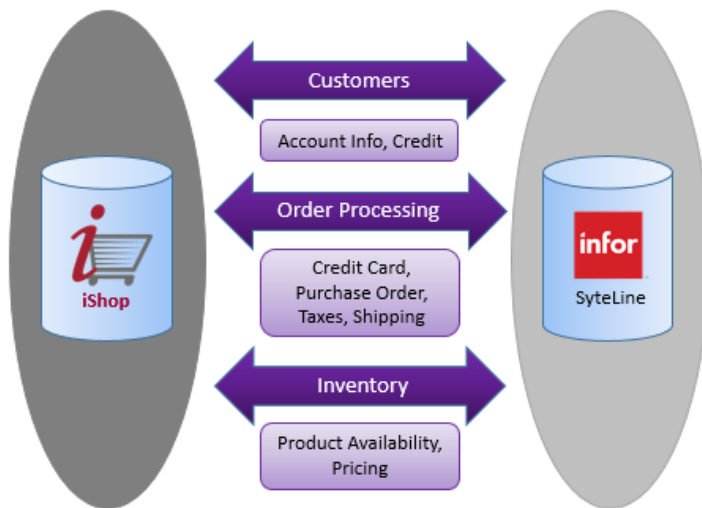 Customers
Account Info, Credit
iShop
Order Processing
infor
SyteLine
Credit Card,
Purchase Order,
Taxes, Shipping
Inventory
Product Availability,
Pricing